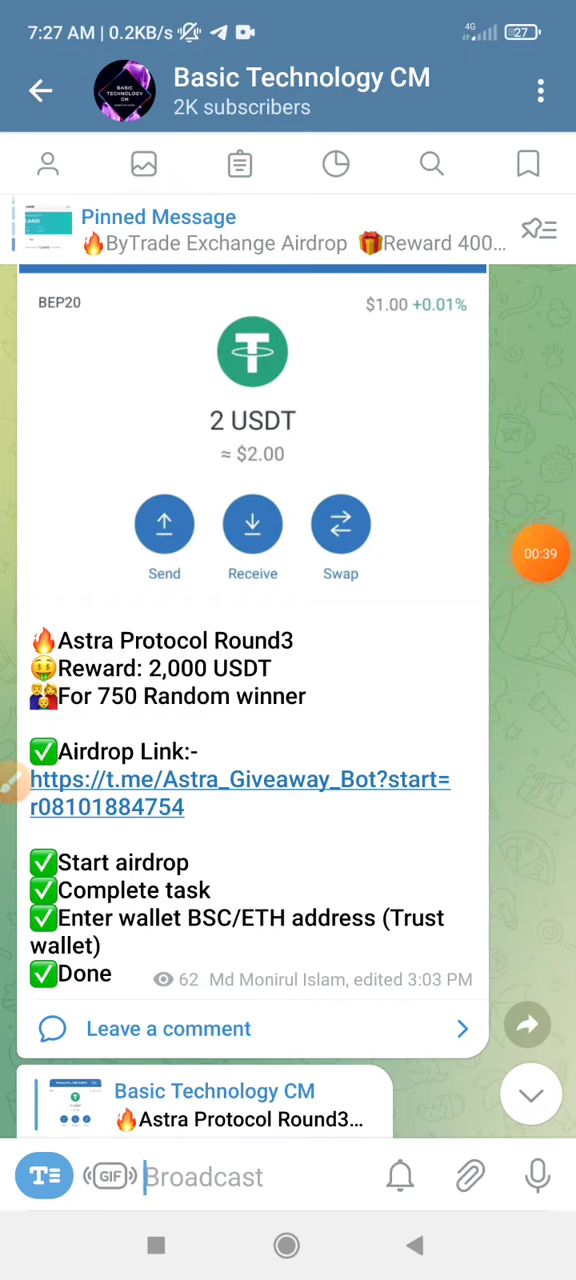 7:27 AM | 0.2KB/s
4G
27
BASIC
TECHNOLOGY
CM
Basic Technology CM
2K subscribers
Pinned Message
🔥ByTrade Exchange Airdrop 🎁Reward 400...
BEP20
$1.00 +0.01%
2 USDT
≈ $2.00
00:39
Send
Receive
Swap
🔥Astra Protocol Round3
🤑Reward: 2,000 USDT
👨‍👩‍👦For 750 Random winner
✅Airdrop Link:-
https://t.me/Astra_Giveaway_Bot?start=
r08101884754
✅Start airdrop
✅Complete task
✅Enter wallet BSC/ETH address (Trust
wallet)
✅Done
62 Md Monirul Islam, edited 3:03 PM
Leave a comment
Basic Technology CM
🔥Astra Protocol Round3...
T
GIF
Broadcast